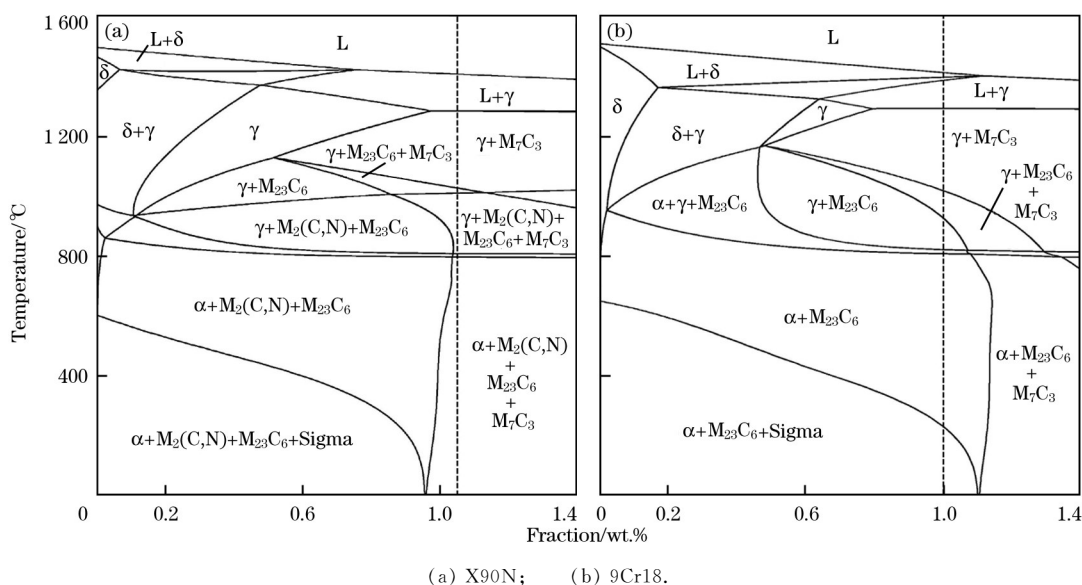 1 600
1 200
800
400
Temperature/℃
(a)
L
L+δ
δ
L+γ
δ+γ
γ
γ+M₂₃C₆+M₇C₃
γ+M₇C₃
γ+M₂₃C₆
γ+M₂(C,N)+M₂₃C₆
γ+M₂(C,N)+
M₂₃C₆+M₇C₃
α+M₂(C,N)+M₂₃C₆
α+M₂(C,N)
+
M₂₃C₆
+
M₇C₃
α+M₂(C,N)+M₂₃C₆+Sigma
0 0.2 0.6 1.0 1.4
(b)
L
L+δ
L+γ
δ
γ
δ+γ
γ+M₇C₃
γ+M₂₃C₆
+
M₇C₃
α+γ+M₂₃C₆
γ+M₂₃C₆
α+M₂₃C₆
α+M₂₃C₆
+
M₇C₃
α+M₂₃C₆+Sigma
0 0.2 0.6 1.0 1.4
Fraction/wt.%
(a) X90N; (b) 9Cr18.